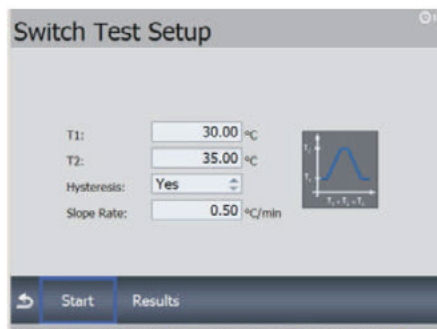 Switch Test Setup
T1: 30.00 °C
T2: 35.00 °C
Hysteresis: Yes
Slope Rate: 0.50 °C/min
Start Results